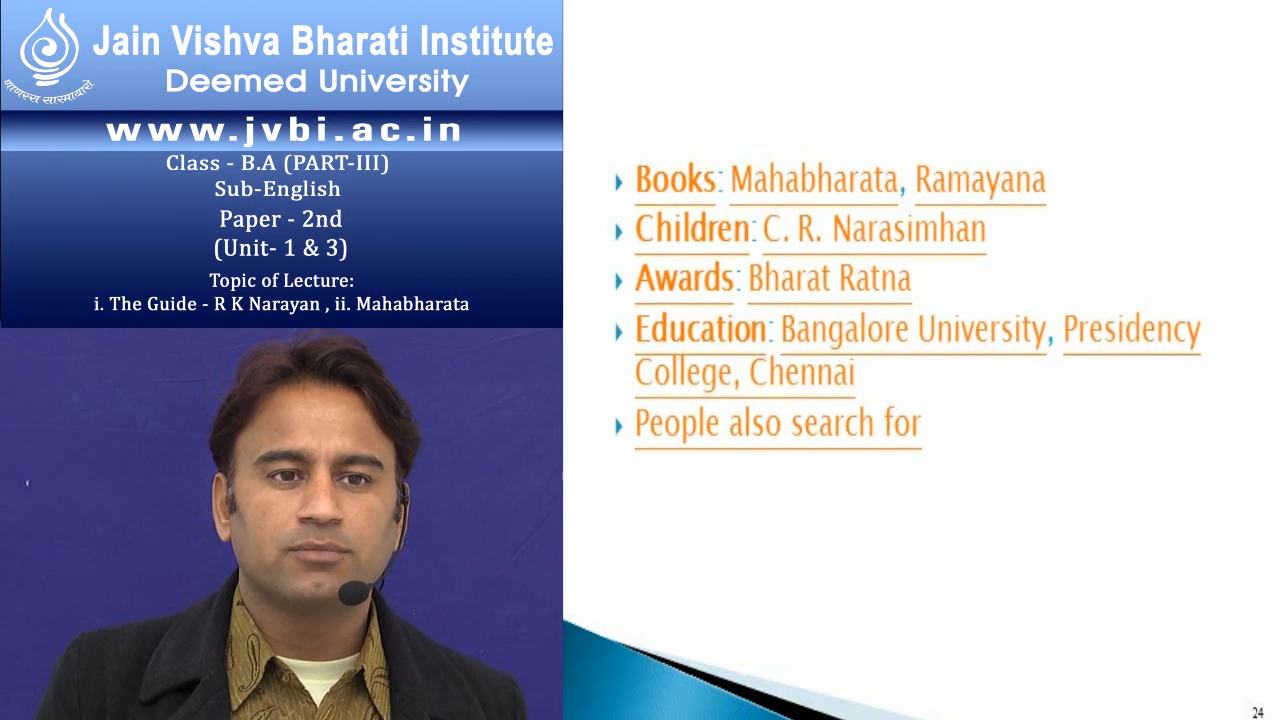 Jain Vishva Bharati Institute
Deemed University
www.jvbi.ac.in
Class - B.A (PART-III)
Sub-English
Paper - 2nd
(Unit- 1 & 3)
Topic of Lecture:
i. The Guide - R K Narayan , ii. Mahabharata
Books: Mahabharata, Ramayana
Children: C. R. Narasimhan
Awards: Bharat Ratna
Education: Bangalore University, Presidency
College, Chennai
People also search for
24